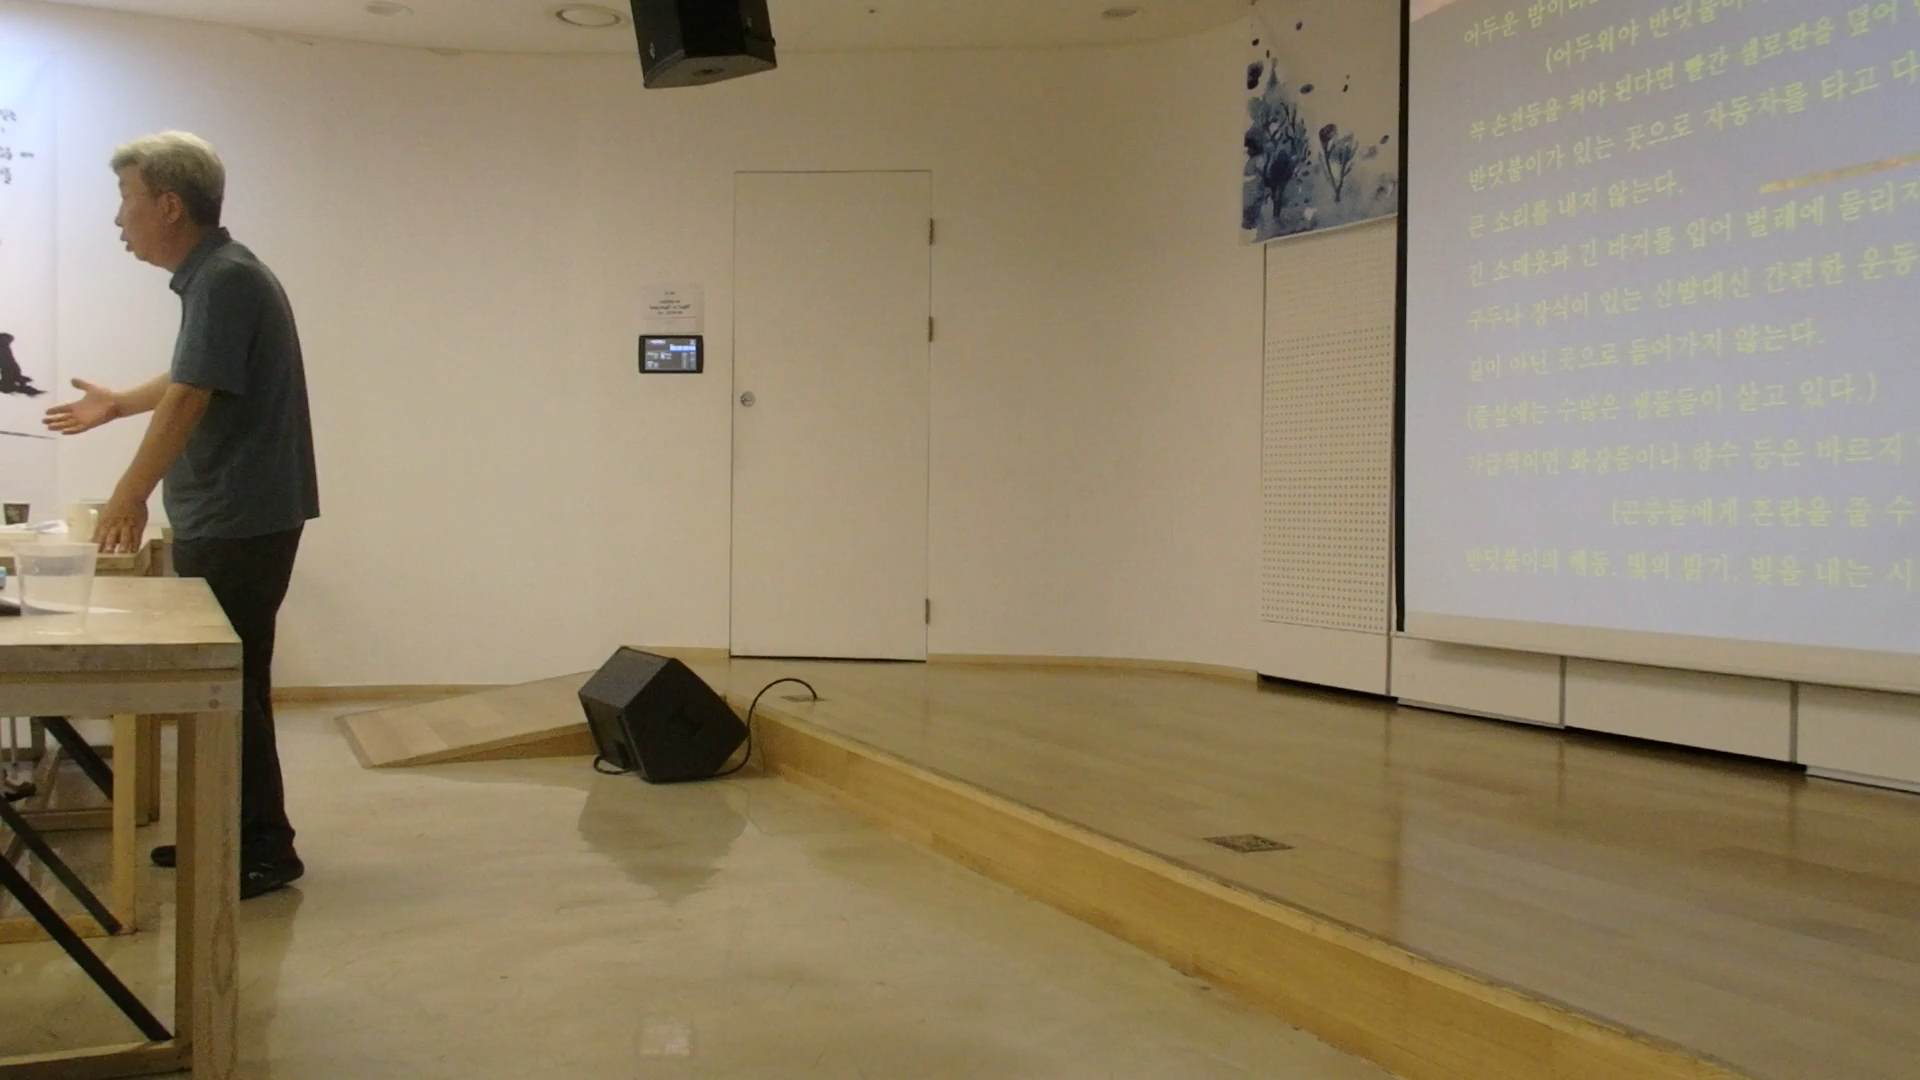 어두운 밤이나
(어두워야 반딧불이
꼭 손전등을 켜야 된다면 빨간 셀로판을 덮어
반딧불이가 있는 곳으로 자동차를 타고 다
큰 소리를 내지 않는다.
긴 소매옷과 긴 바지를 입어 벌레에 물리지
구두나 장식이 있는 신발대신 간편한 운동
길이 아닌 곳으로 들어가지 않는다.
(풀섶에는 수많은 생물들이 살고 있다.)
가급적이면 화장품이나 향수 등은 바르지
(곤충들에게 혼란을 줄 수
반딧불이의 행동, 빛의 밝기, 빛을 내는 시